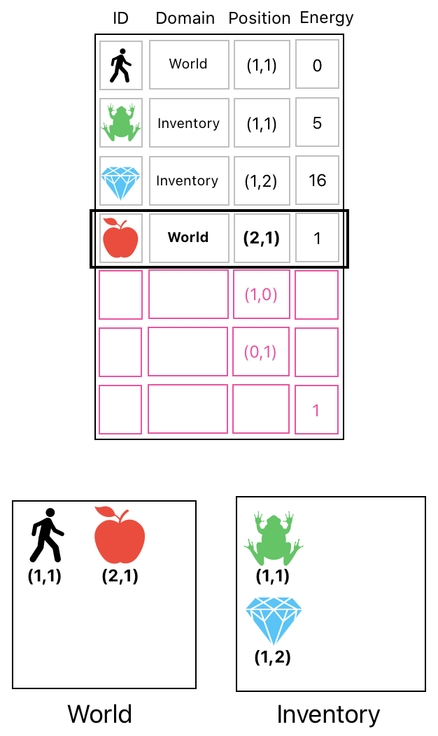 ID Domain Position Energy
World (1,1) 0
Inventory (1,1) 5
Inventory (1,2) 16
World (2,1) 1
(1,0)
(0,1)
1
(1,1) (2,1)
(1,1)
(1,2)
World
Inventory